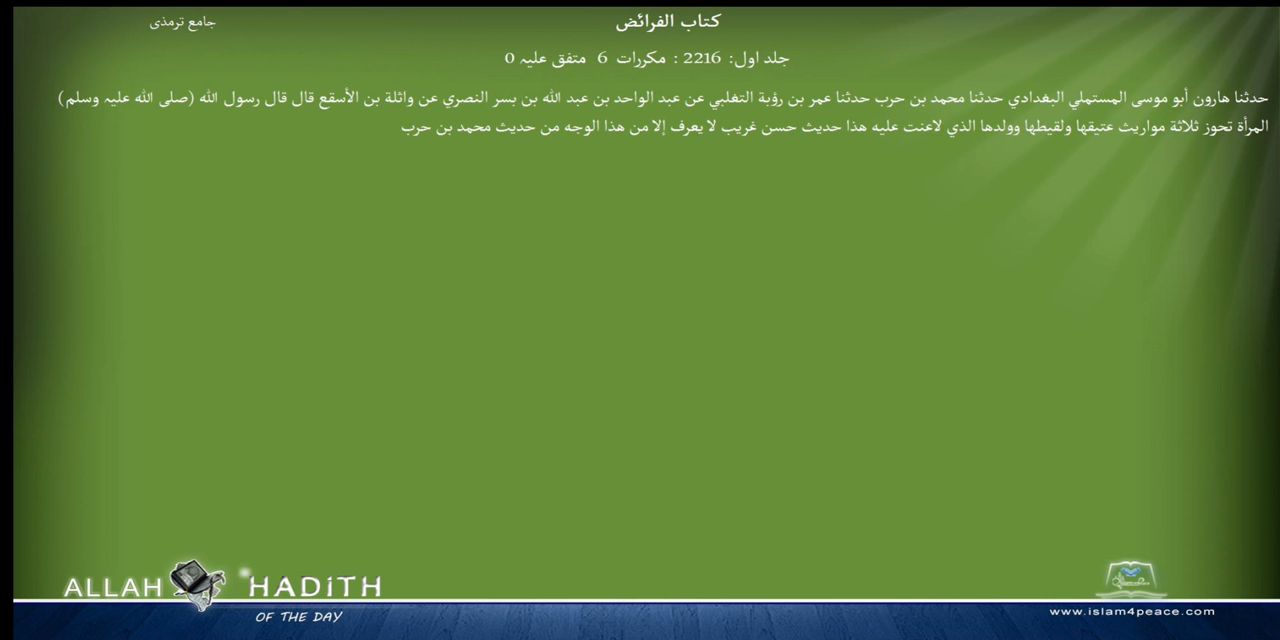 کتاب الفرائض
جامع ترمذی
جلد اول: 2216 : مکررات 6 متفق علیہ 0
حدثنا هارون أبو موسى المستملي البغدادي حدثنا محمد بن حرب حدثنا عمر بن رؤبة التغلبي عن عبد الواحد بن عبد الله بن بسر النصري عن واثلة بن الأسقع قال قال رسول الله (صلی اللہ علیہ وسلم)
المرأة تحوز ثلاثة مواريث عتيقها ولقيطها وولدها الذي لاعنت عليه هذا حديث حسن غريب لا يعرف إلا من هذا الوجه من حديث محمد بن حرب
ALLAH HADITH
OF THE DAY
www.islam4peace.com